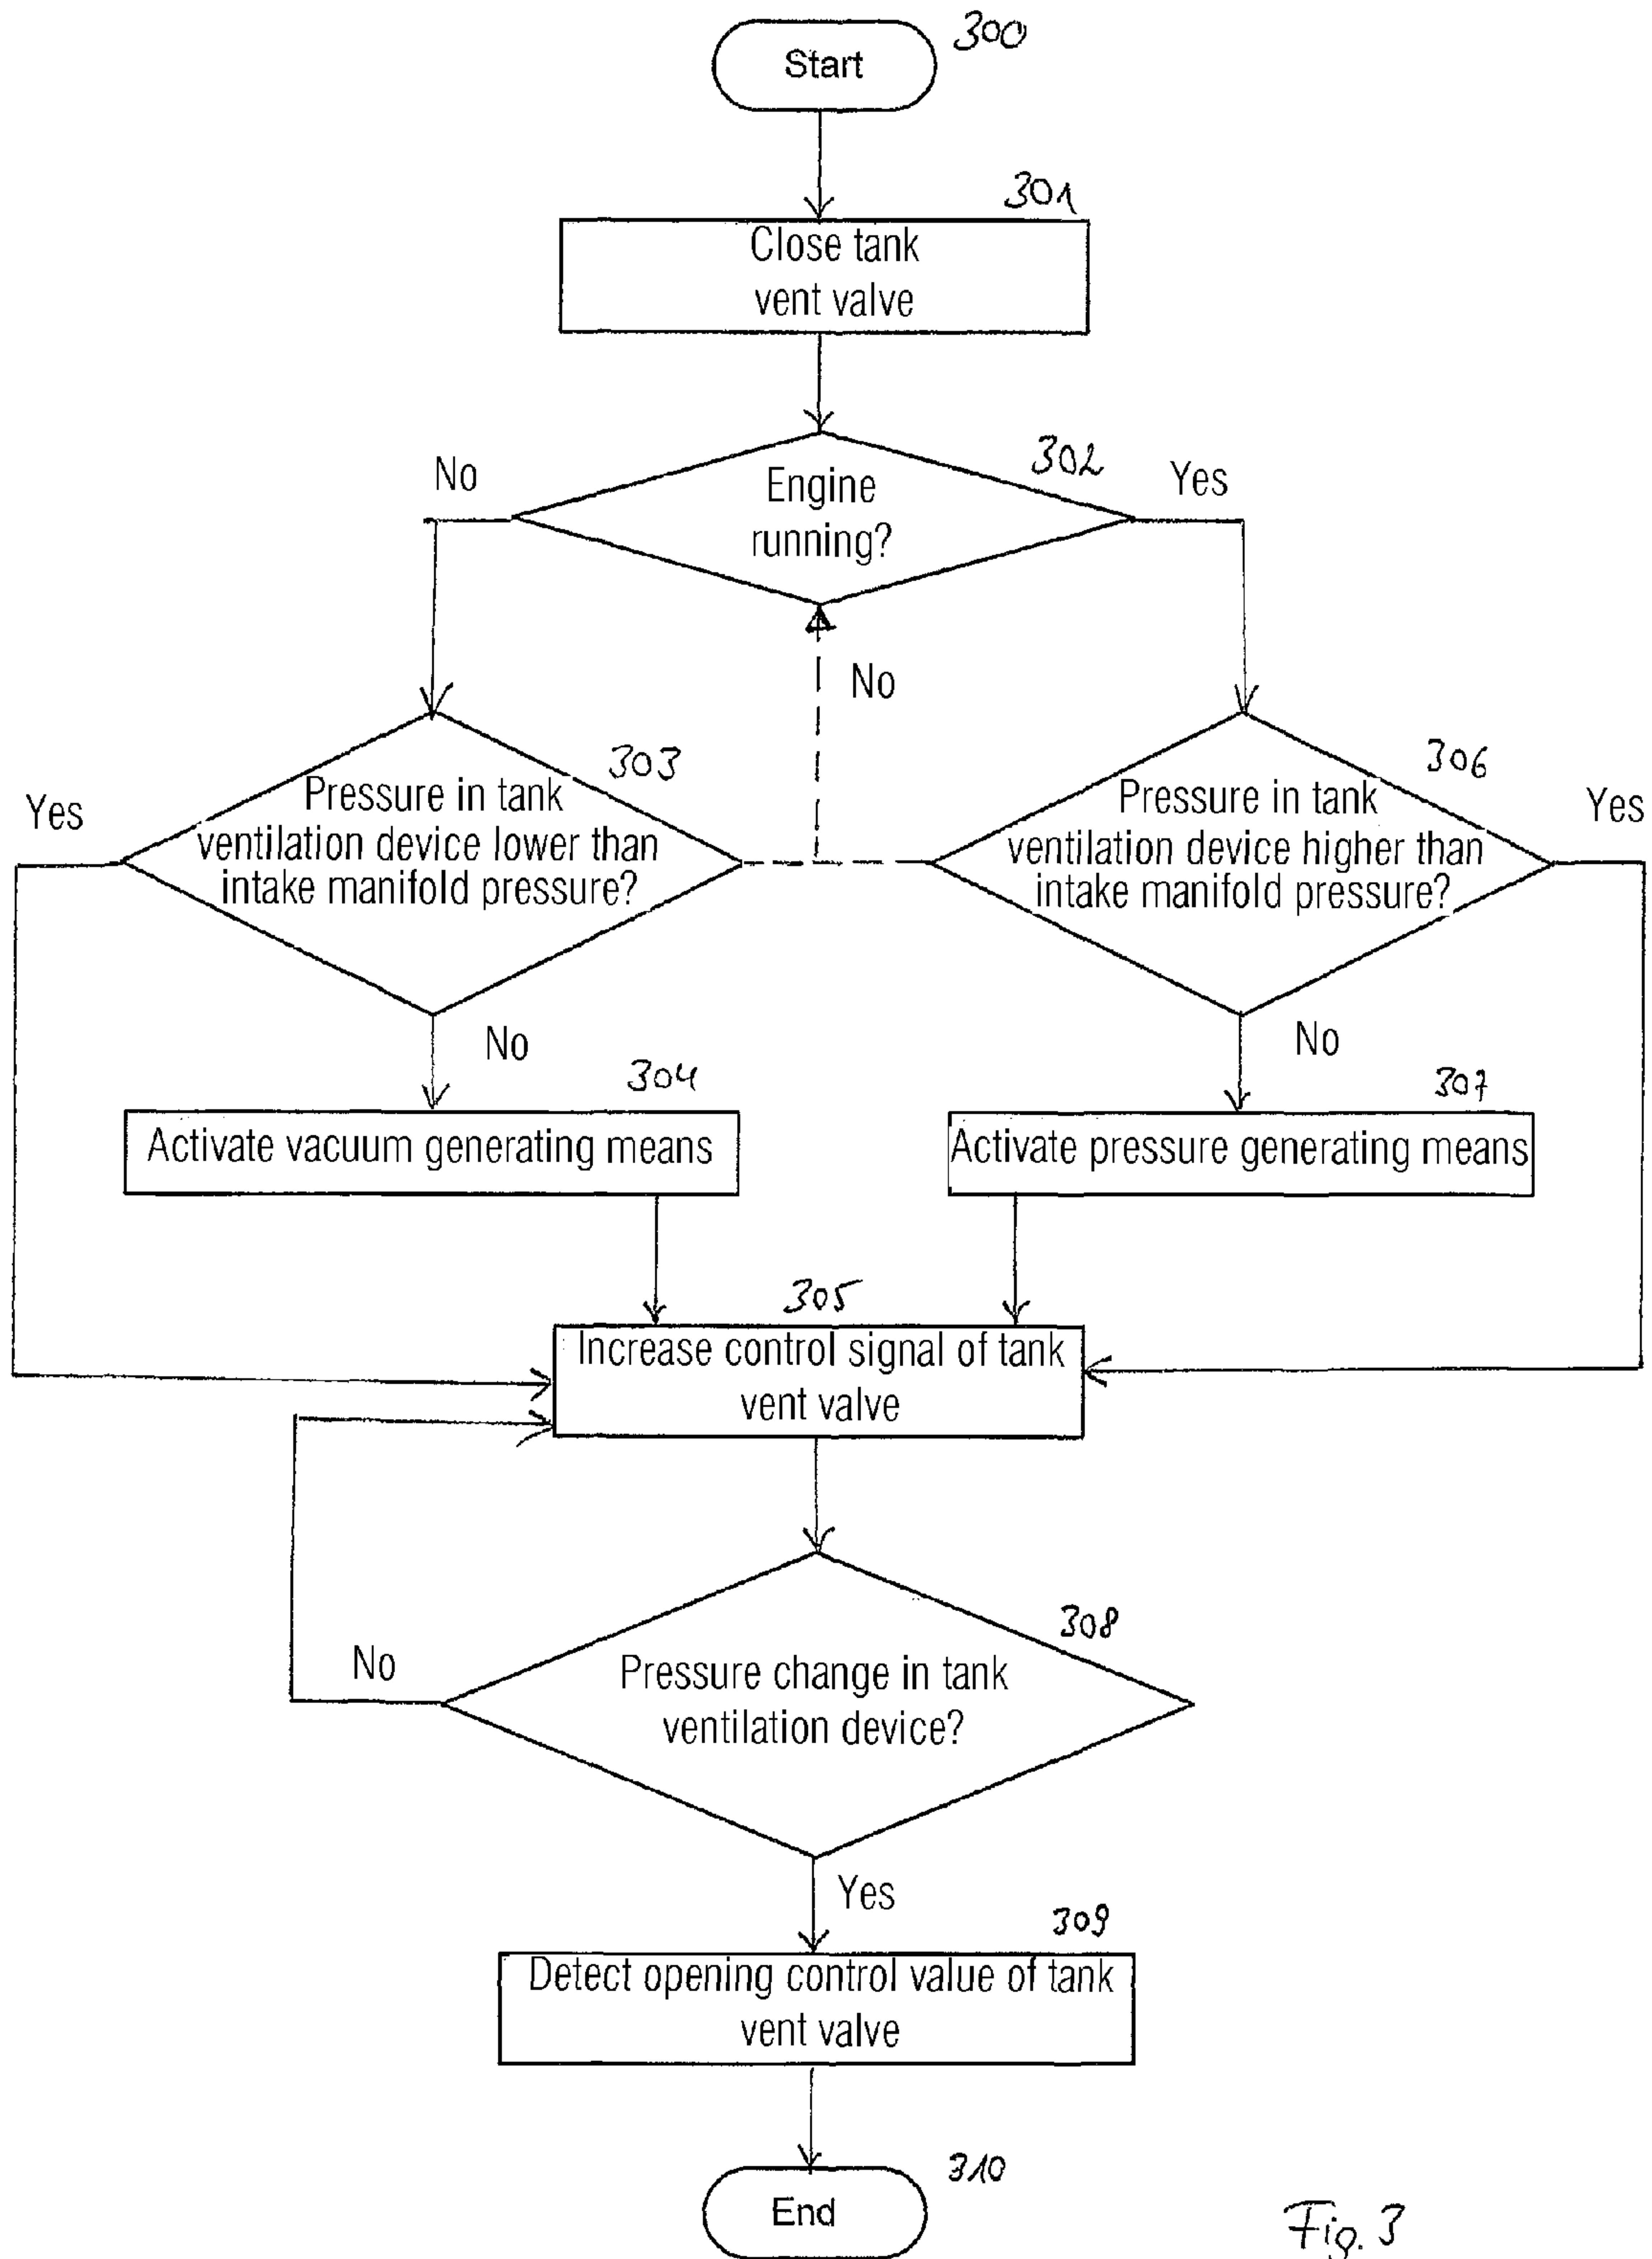 300
Start
301
Close tank
vent valve
302
No
Engine
running?
Yes
No
303
306
Yes
Pressure in tank
ventilation device lower than
intake manifold pressure?
Pressure in tank
ventilation device higher than
intake manifold pressure?
Yes
No
No
304
307
Activate vacuum generating means
Activate pressure generating means
305
Increase control signal of tank
vent valve
308
No
Pressure change in tank
ventilation device?
Yes
309
Detect opening control value of tank
vent valve
310
End
Fig. 3